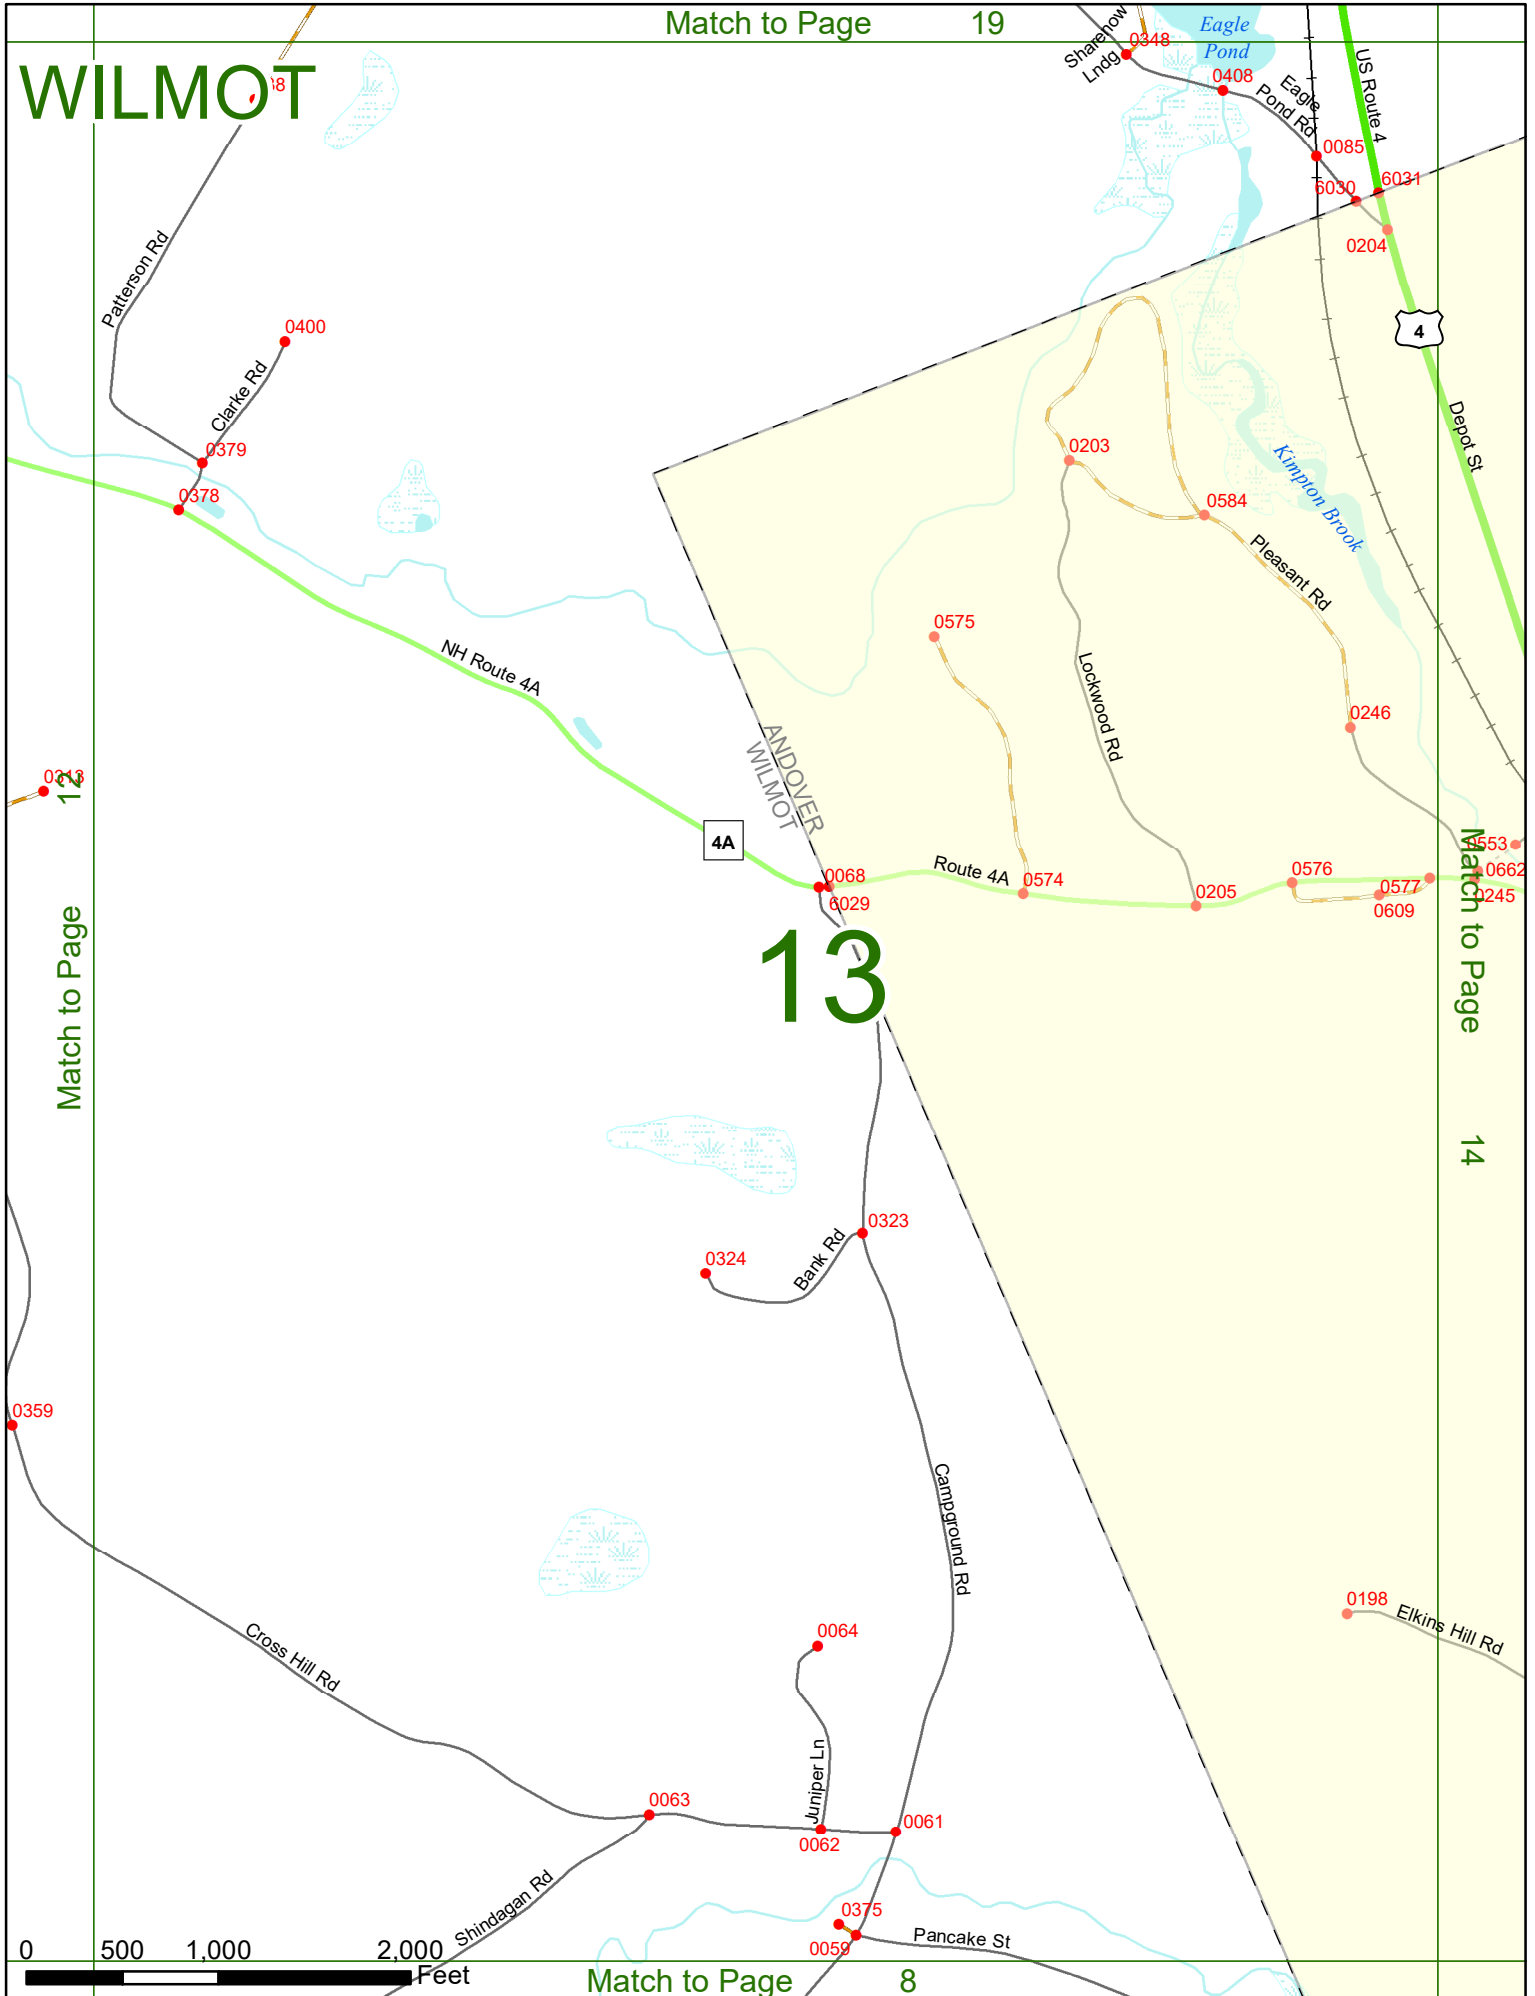 Match to Page 19
WILMOT
38
Sharehow
Lndg
0348
Eagle
Pond
0408
Eagle
Pond Rd
US Route 4
0085
6030
6031
0204
Patterson Rd
4
0400
Clarke Rd
0379
0378
Depot St
0203
0584
Kimpton Brook
Pleasant Rd
0575
NH Route 4A
Lockwood Rd
0246
ANDOVER
WILMOT
0313
12
Match to Page
4A
0068
6029
Route 4A
0574
0205
0576
0577
0609
0553
0662
0245
Match to Page
14
13
0323
0324
Bank Rd
0359
Campground Rd
0198
Elkins Hill Rd
Cross Hill Rd
0064
Juniper Ln
0063
0062
0061
Shindagan Rd
0375
0059
Pancake St
0 500 1,000 2,000
Feet
Match to Page 8